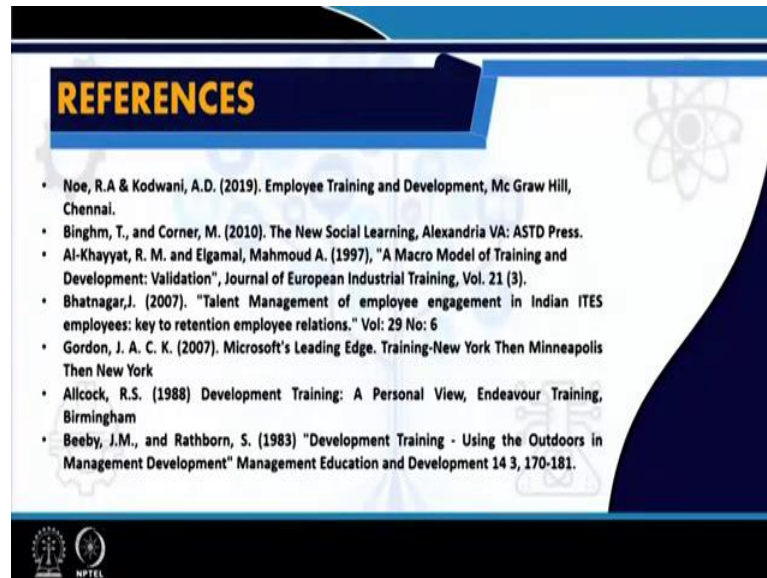 REFERENCES
• Noe, R.A & Kodwani, A.D. (2019). Employee Training and Development, Mc Graw Hill,
Chennai.
• Binghm, T., and Corner, M. (2010). The New Social Learning, Alexandria VA: ASTD Press.
• Al-Khayyat, R. M. and Elgamal, Mahmoud A. (1997), "A Macro Model of Training and
Development: Validation", Journal of European Industrial Training, Vol. 21 (3).
• Bhatnagar,J. (2007). "Talent Management of employee engagement in Indian ITES
employees: key to retention employee relations." Vol: 29 No: 6
• Gordon, J. A. C. K. (2007). Microsoft's Leading Edge. Training-New York Then Minneapolis
Then New York
• Allcock, R.S. (1988) Development Training: A Personal View, Endeavour Training,
Birmingham
• Beeby, J.M., and Rathborn, S. (1983) "Development Training - Using the Outdoors in
Management Development" Management Education and Development 14 3, 170-181.
NPTEL